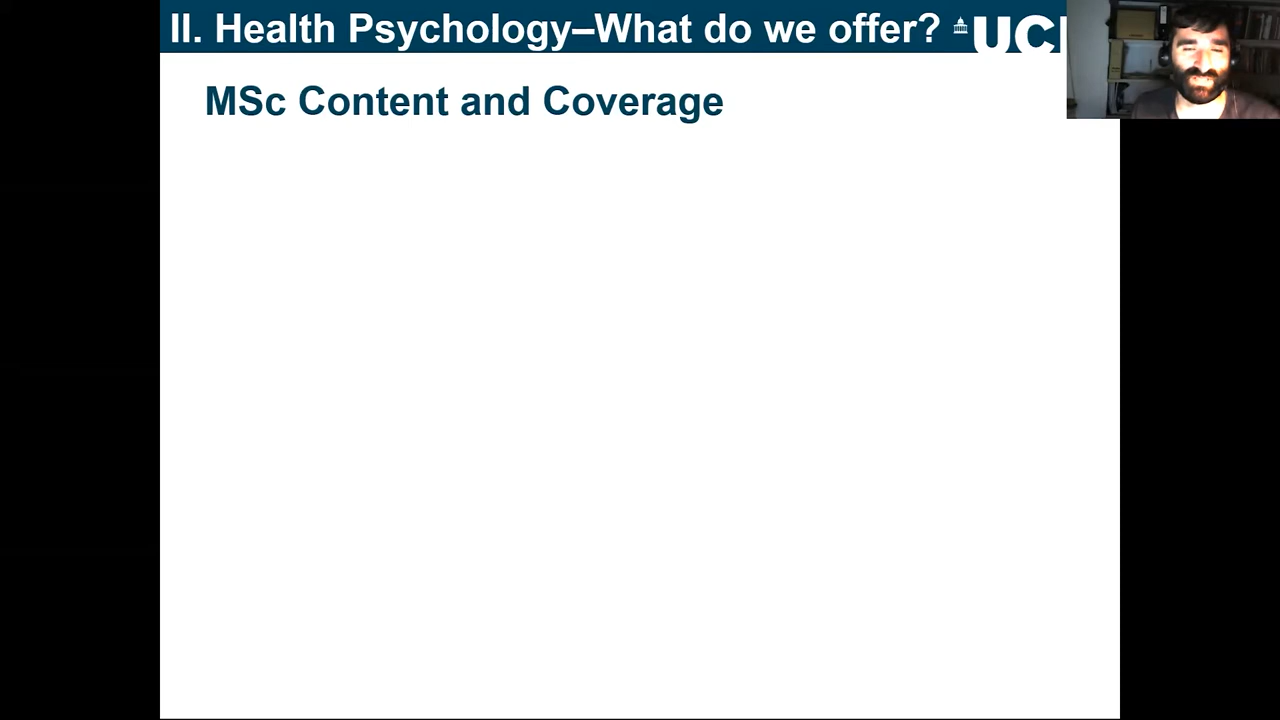 II. Health Psychology–What do we offer?
UCL
MSc Content and Coverage